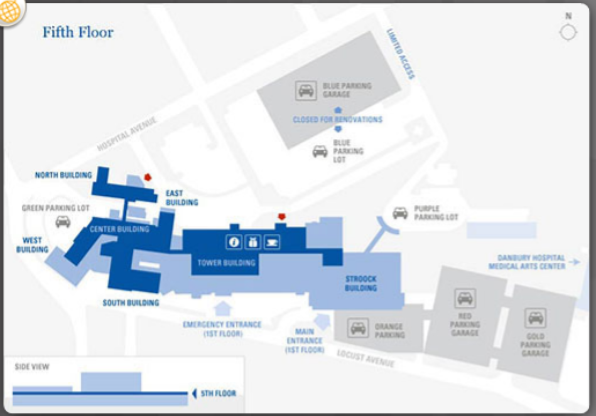 Fifth Floor
N
LIMITED ACCESS
BLUE PARKING
GARAGE
CLOSED FOR RENOVATIONS
HOSPITAL AVENUE
BLUE
PARKING
LOT
NORTH BUILDING
EAST
BUILDING
GREEN PARKING LOT
PURPLE
PARKING LOT
CENTER BUILDING
WEST
BUILDING
TOWER BUILDING
DANBURY HOSPITAL
MEDICAL ARTS CENTER
STROOCK
BUILDING
SOUTH BUILDING
EMERGENCY ENTRANCE
(1ST FLOOR)
MAIN
ENTRANCE
(1ST FLOOR)
ORANGE
PARKING
RED
PARKING
GARAGE
GOLD
PARKING
GARAGE
LOCUST AVENUE
SIDE VIEW
5TH FLOOR